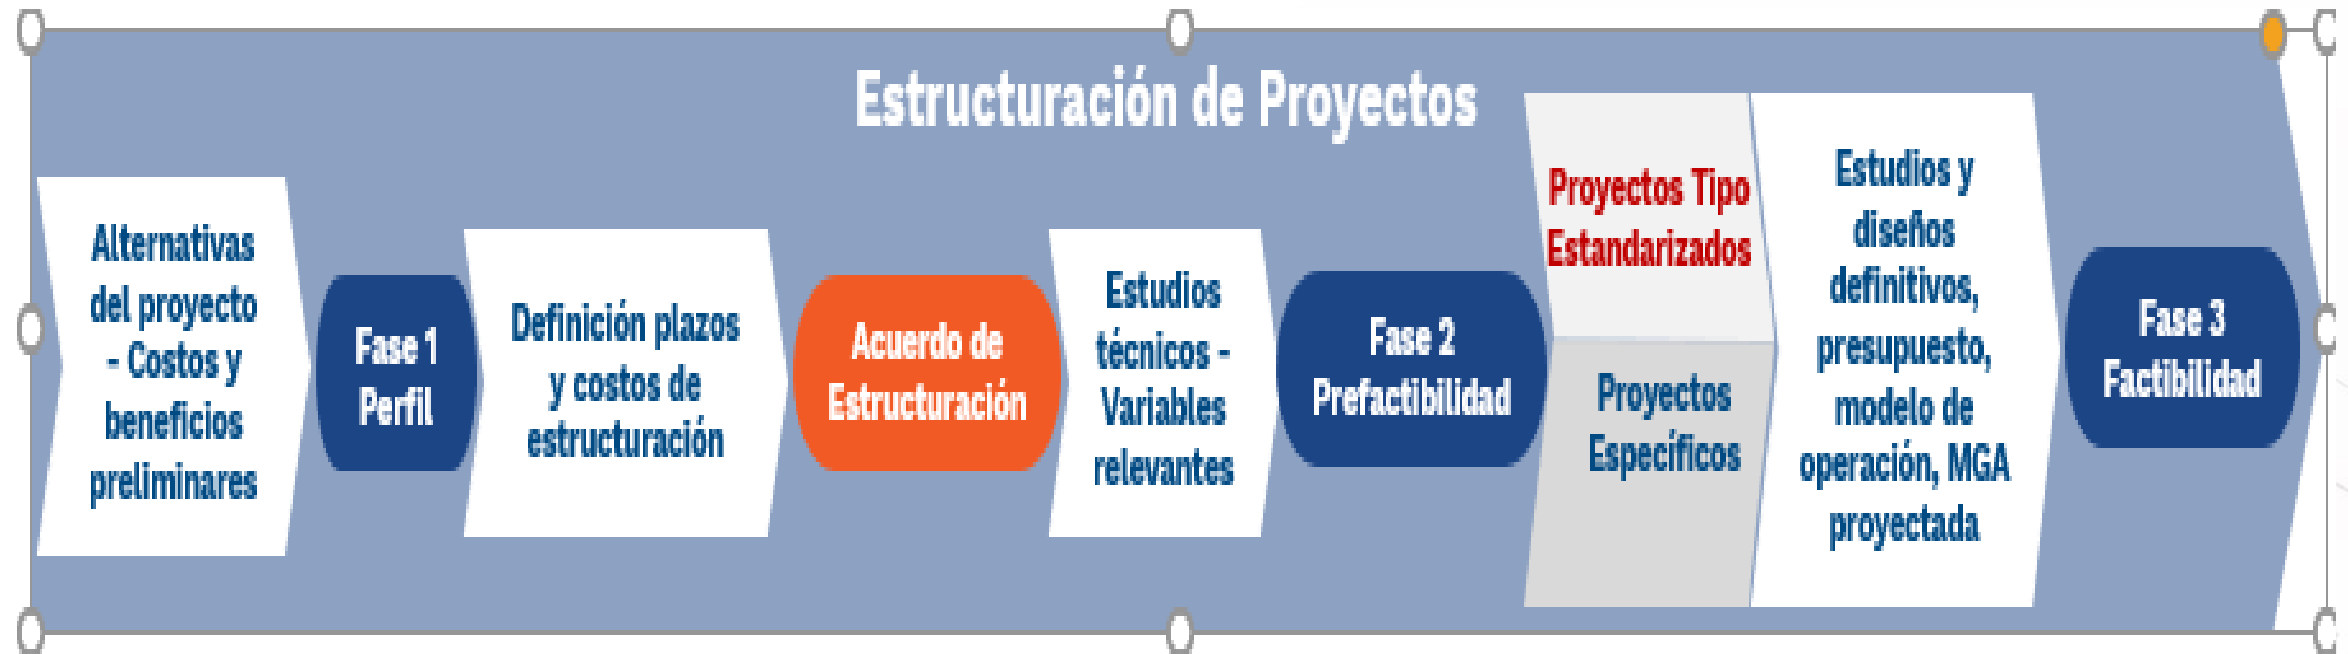 Estructuración de Proyectos
Alternativas
del proyecto
- Costos y
beneficios
preliminares
Fase 1
Perfil
Definición plazos
y costos de
estructuración
Acuerdo de
Estructuración
Estudios
técnicos -
Variables
relevantes
Fase 2
Prefactibilidad
Proyectos Tipo
Estandarizados
Proyectos
Específicos
Estudios y
diseños
definitivos,
presupuesto,
modelo de
operación, MGA
proyectada
Fase 3
Factibilidad